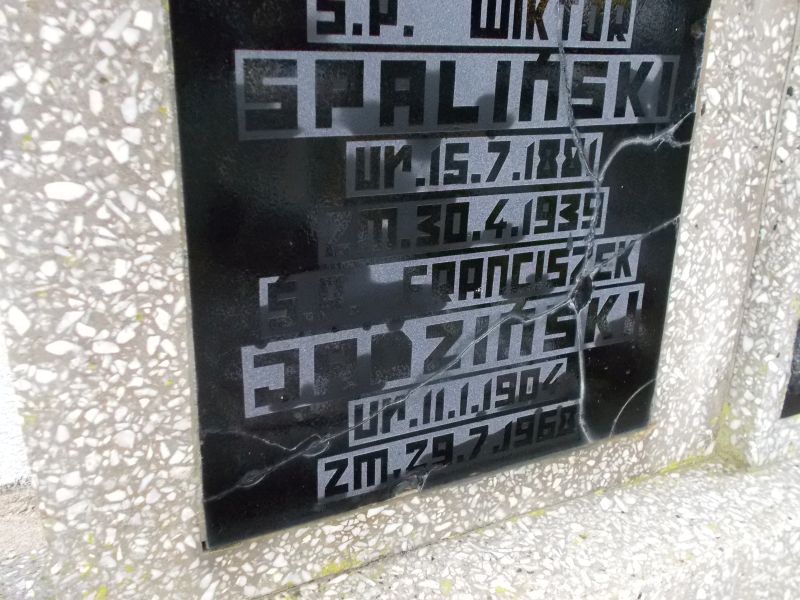 Ś.P. WIKTOR
SPALIŃSKI
ur. 15.7.1881
zm. 30.4.1939
Ś.P. FRANCISZEK
ur. 11.1.1904
zm. 29.7.1968